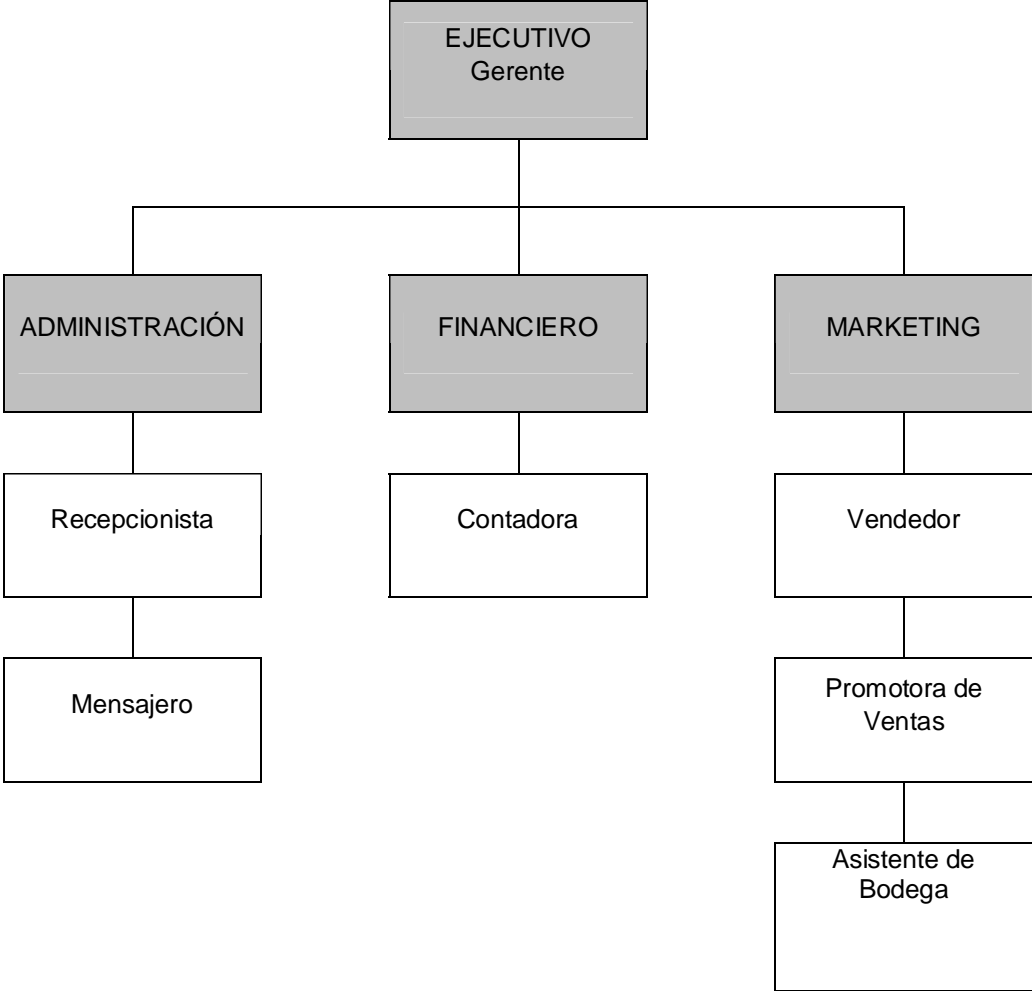 EJECUTIVO
Gerente
ADMINISTRACIÓN
FINANCIERO
MARKETING
Recepcionista
Contadora
Vendedor
Mensajero
Promotora de
Ventas
Asistente de
Bodega